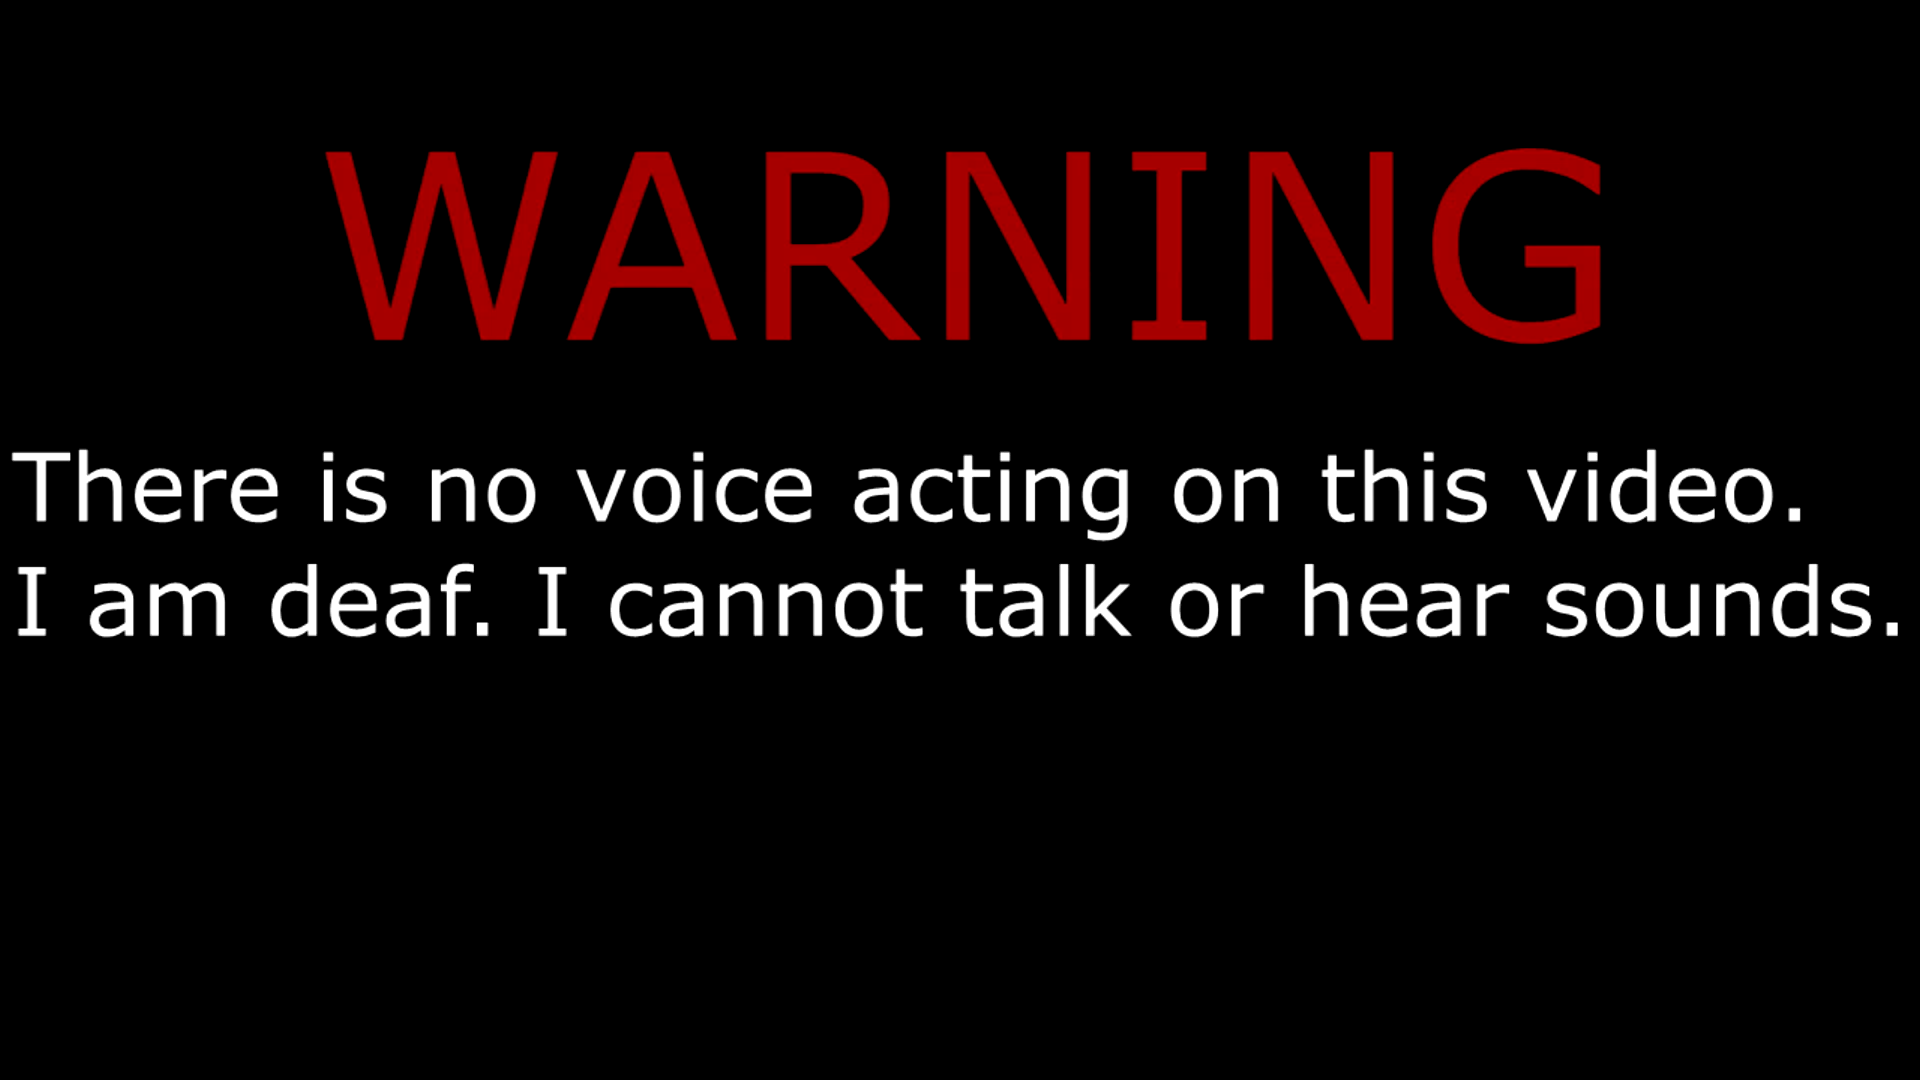 WARNING
There is no voice acting on this video.
I am deaf. I cannot talk or hear sounds.